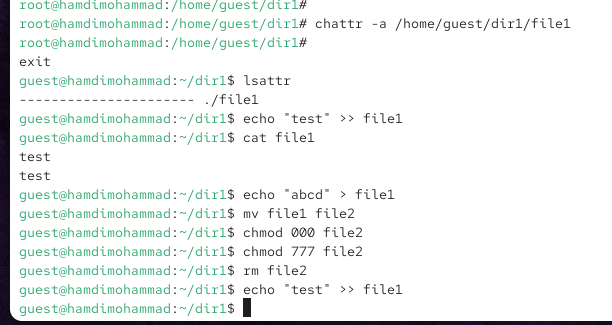 root@hamdimohammad:/home/guest/dir1#
root@hamdimohammad:/home/guest/dir1# chattr -a /home/guest/dir1/file1
root@hamdimohammad:/home/guest/dir1#
exit
guest@hamdimohammad:~/dir1$ lsattr
---------------------- ./file1
guest@hamdimohammad:~/dir1$ echo "test" >> file1
guest@hamdimohammad:~/dir1$ cat file1
test
test
guest@hamdimohammad:~/dir1$ echo "abcd" > file1
guest@hamdimohammad:~/dir1$ mv file1 file2
guest@hamdimohammad:~/dir1$ chmod 000 file2
guest@hamdimohammad:~/dir1$ chmod 777 file2
guest@hamdimohammad:~/dir1$ rm file2
guest@hamdimohammad:~/dir1$ echo "test" >> file1
guest@hamdimohammad:~/dir1$